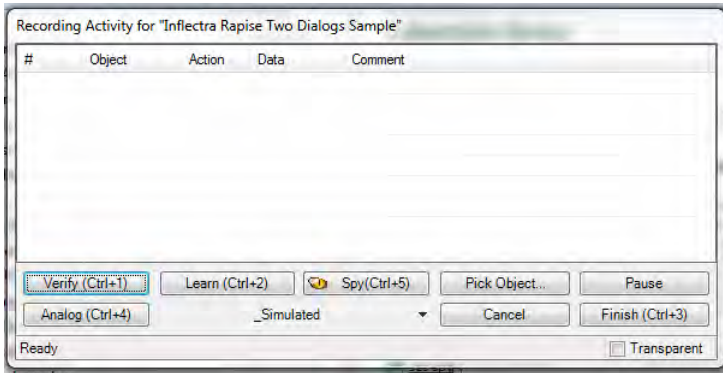 Recording Activity for "Inflectra Rapise Two Dialogs Sample"
# Object Action Data Comment
Verify (Ctrl+1) Learn (Ctrl+2) Spy(Ctrl+5) Pick Object... Pause
Analog (Ctrl+4) _Simulated Cancel Finish (Ctrl+3)
Ready Transparent